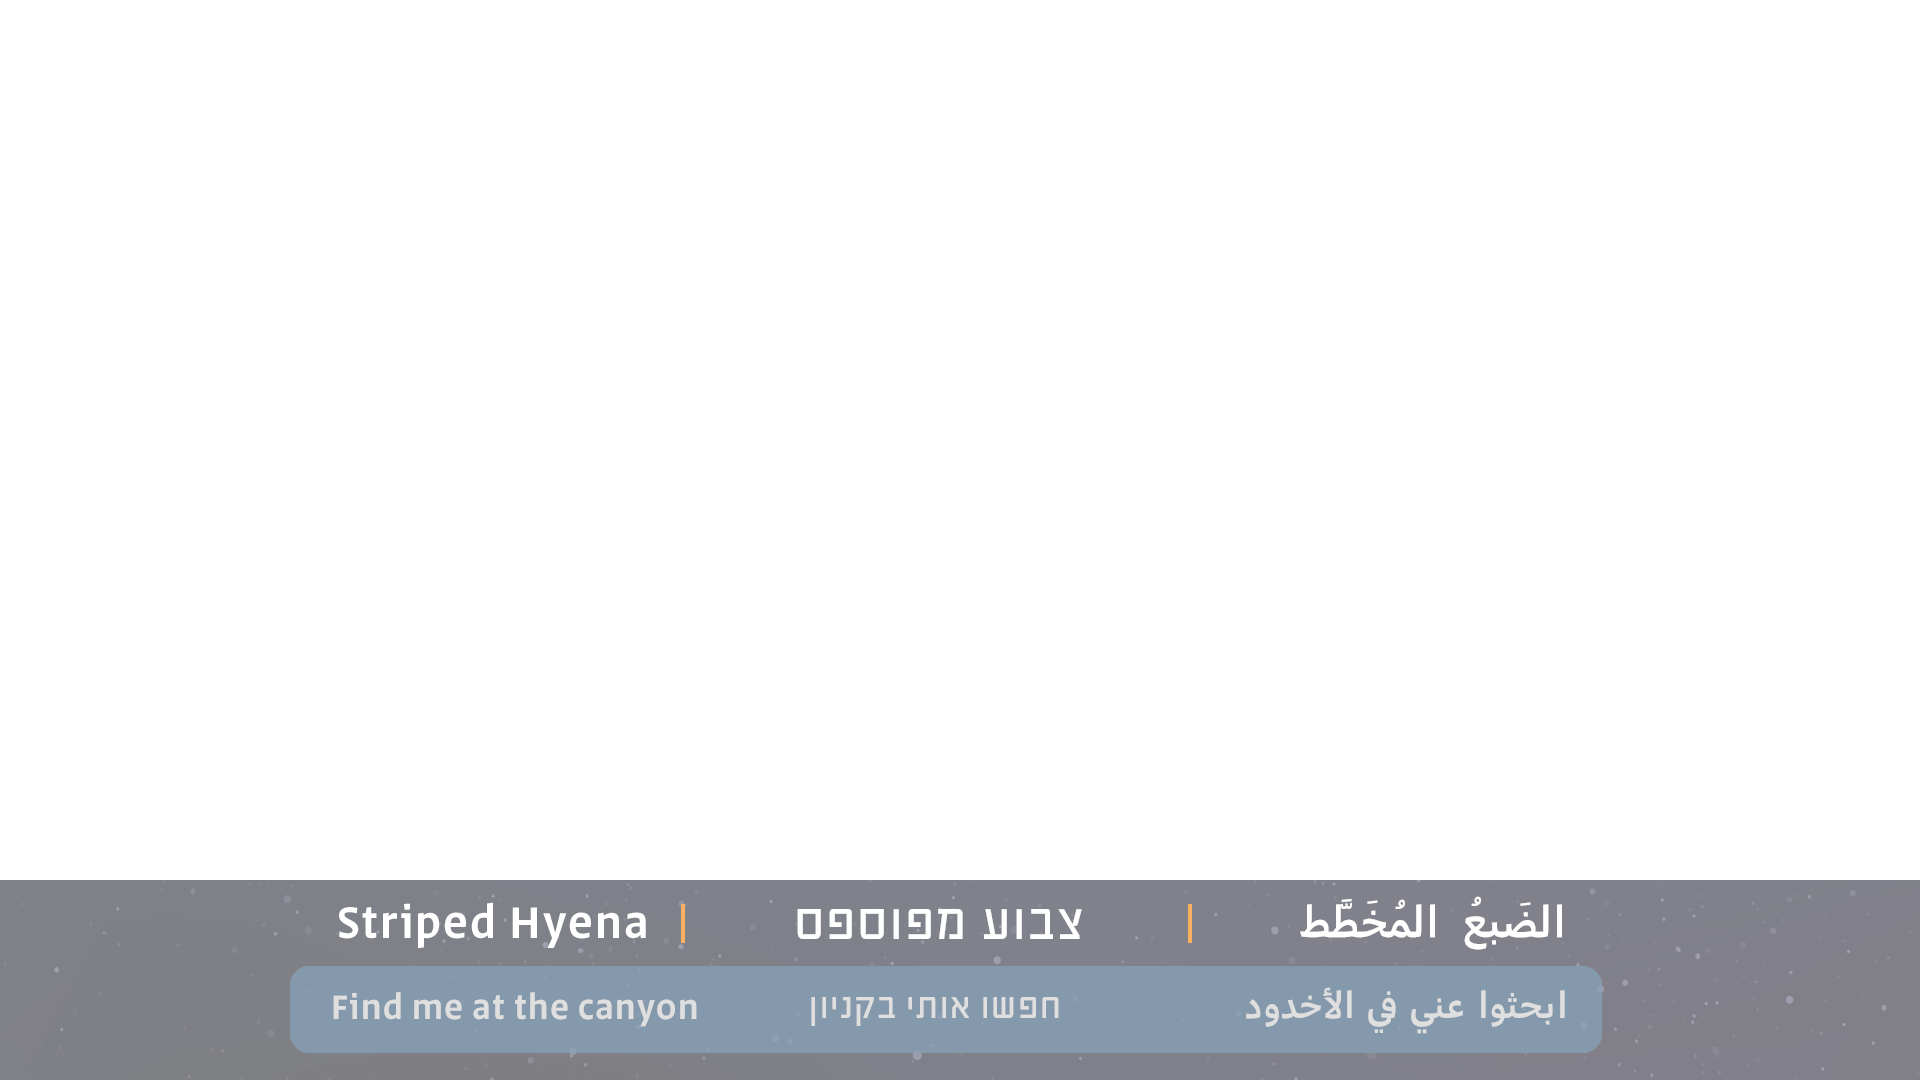 Striped Hyena | צבוע מפוספס | الضَبعُ المُخَطَّط
Find me at the canyon חפשו אותי בקניון ابحثوا عني في الأخدود